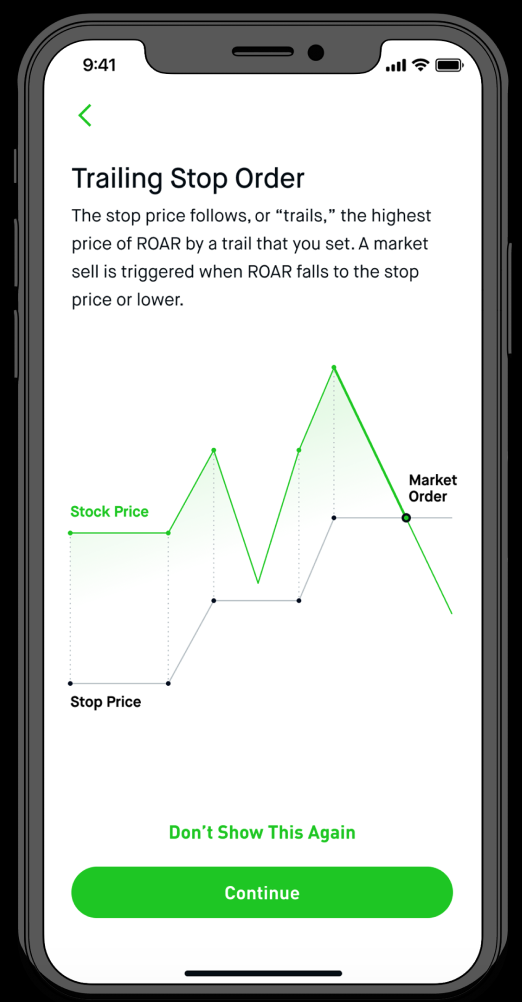 9:41
Trailing Stop Order
The stop price follows, or “trails,” the highest
price of ROAR by a trail that you set. A market
sell is triggered when ROAR falls to the stop
price or lower.
Market
Order
Stock Price
Stop Price
Don’t Show This Again
Continue